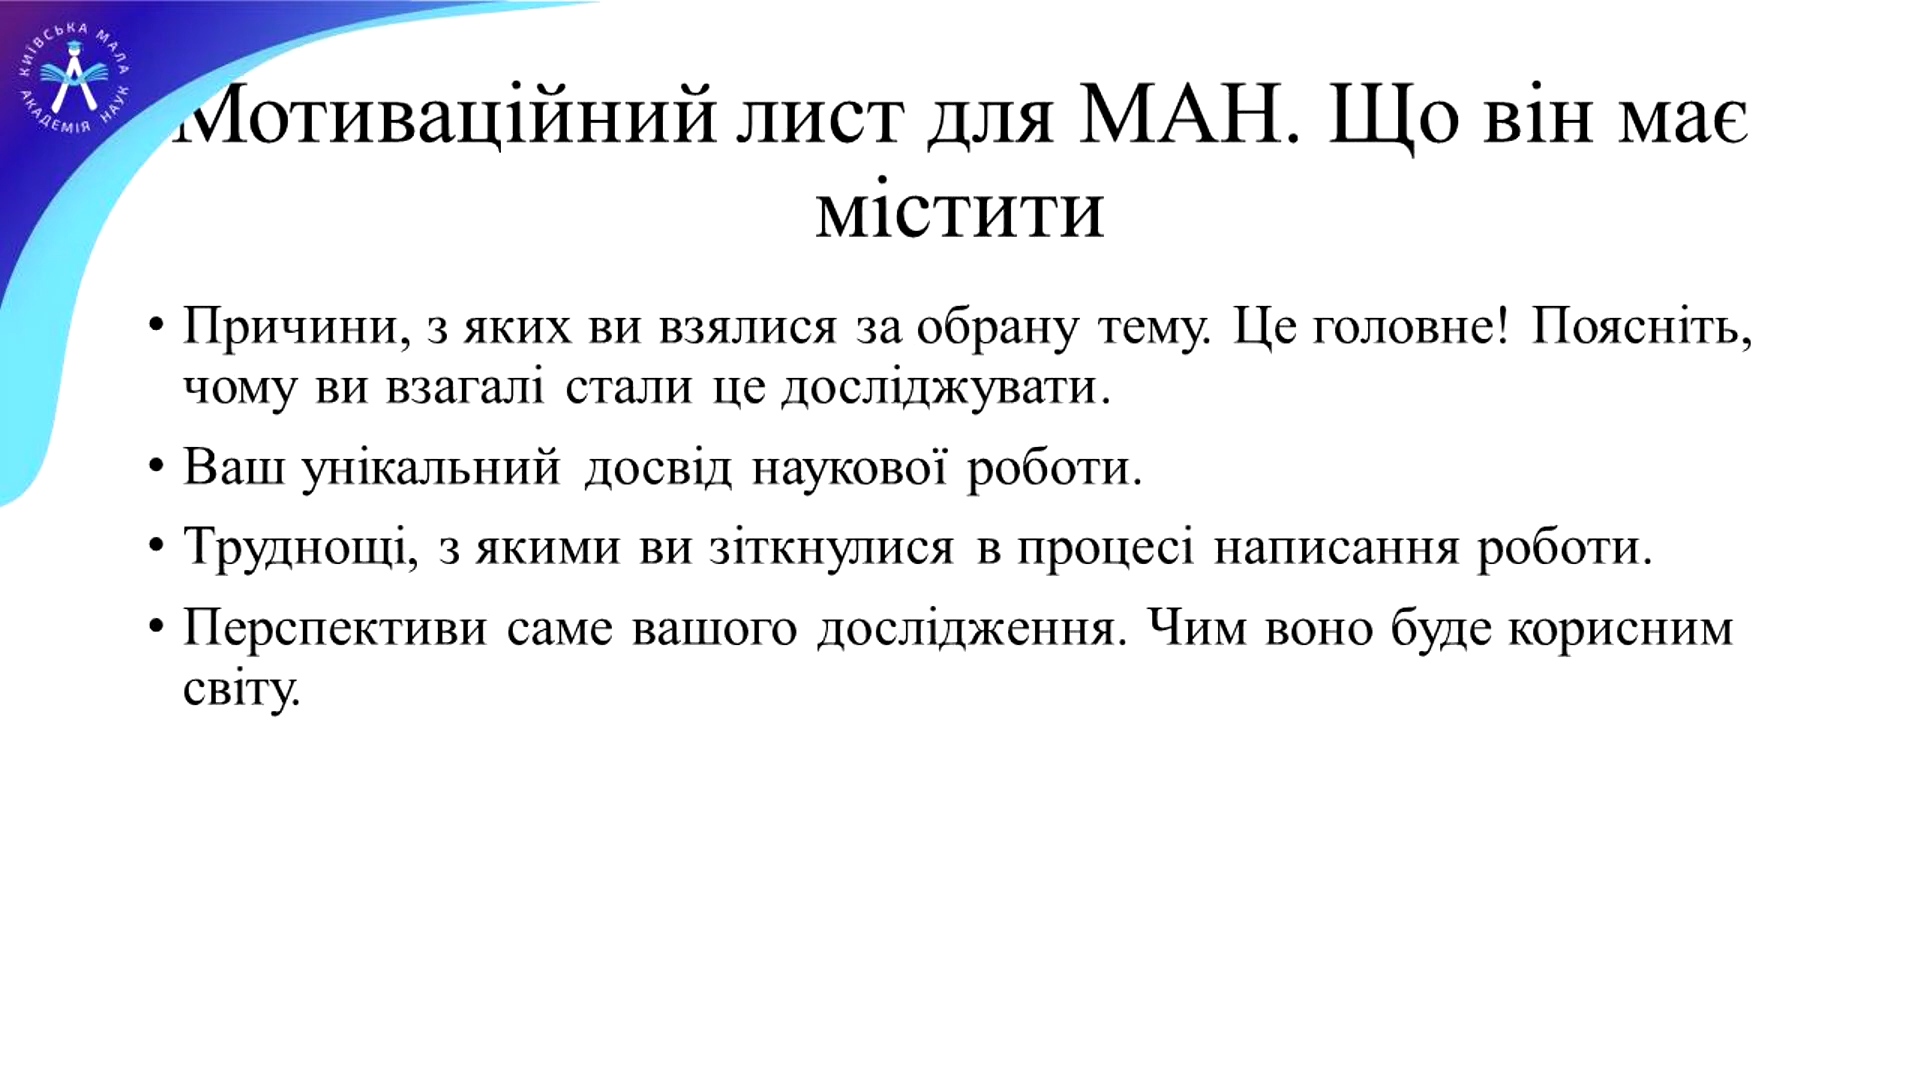 КИЇВСЬКА МАЛА
АКАДЕМІЯ НАУК
Мотиваційний лист для МАН. Що він має
містити
• Причини, з яких ви взялися за обрану тему. Це головне! Поясніть,
чому ви взагалі стали це досліджувати.
• Ваш унікальний досвід наукової роботи.
• Труднощі, з якими ви зіткнулися в процесі написання роботи.
• Перспективи саме вашого дослідження. Чим воно буде корисним
світу.